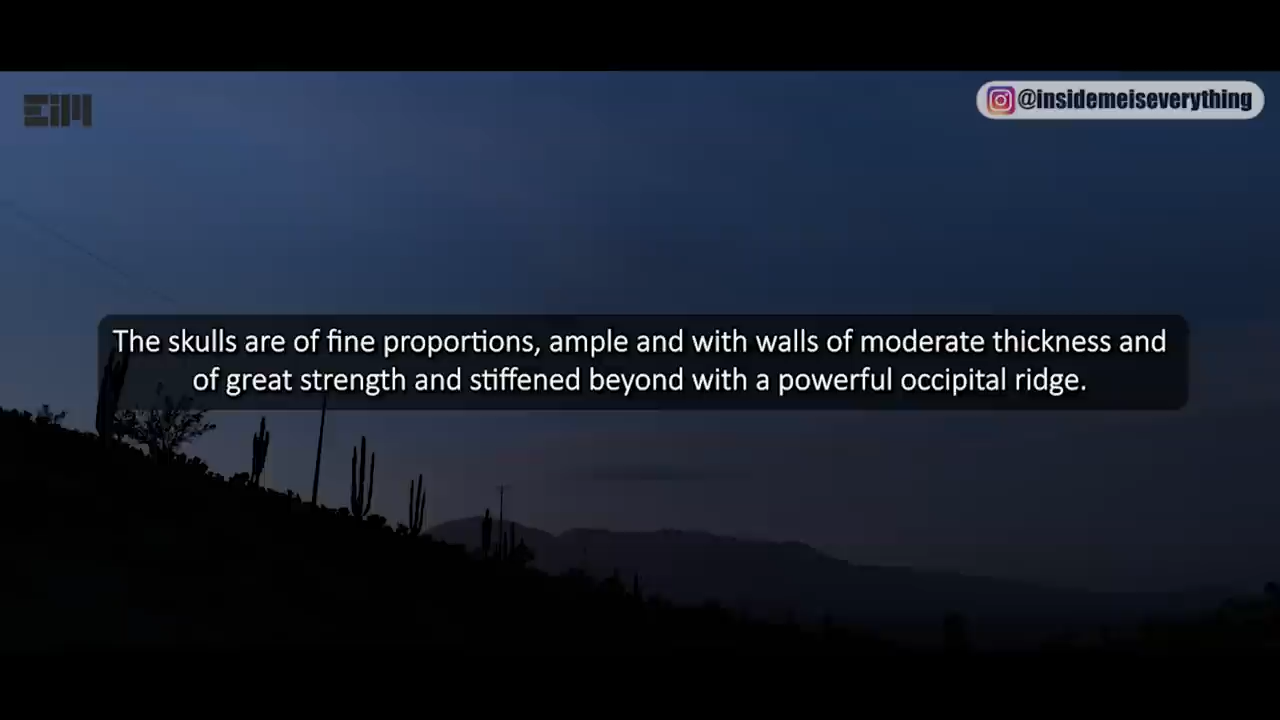 EIM
@insidemeiseverything
The skulls are of fine proportions, ample and with walls of moderate thickness and
of great strength and stiffened beyond with a powerful occipital ridge.